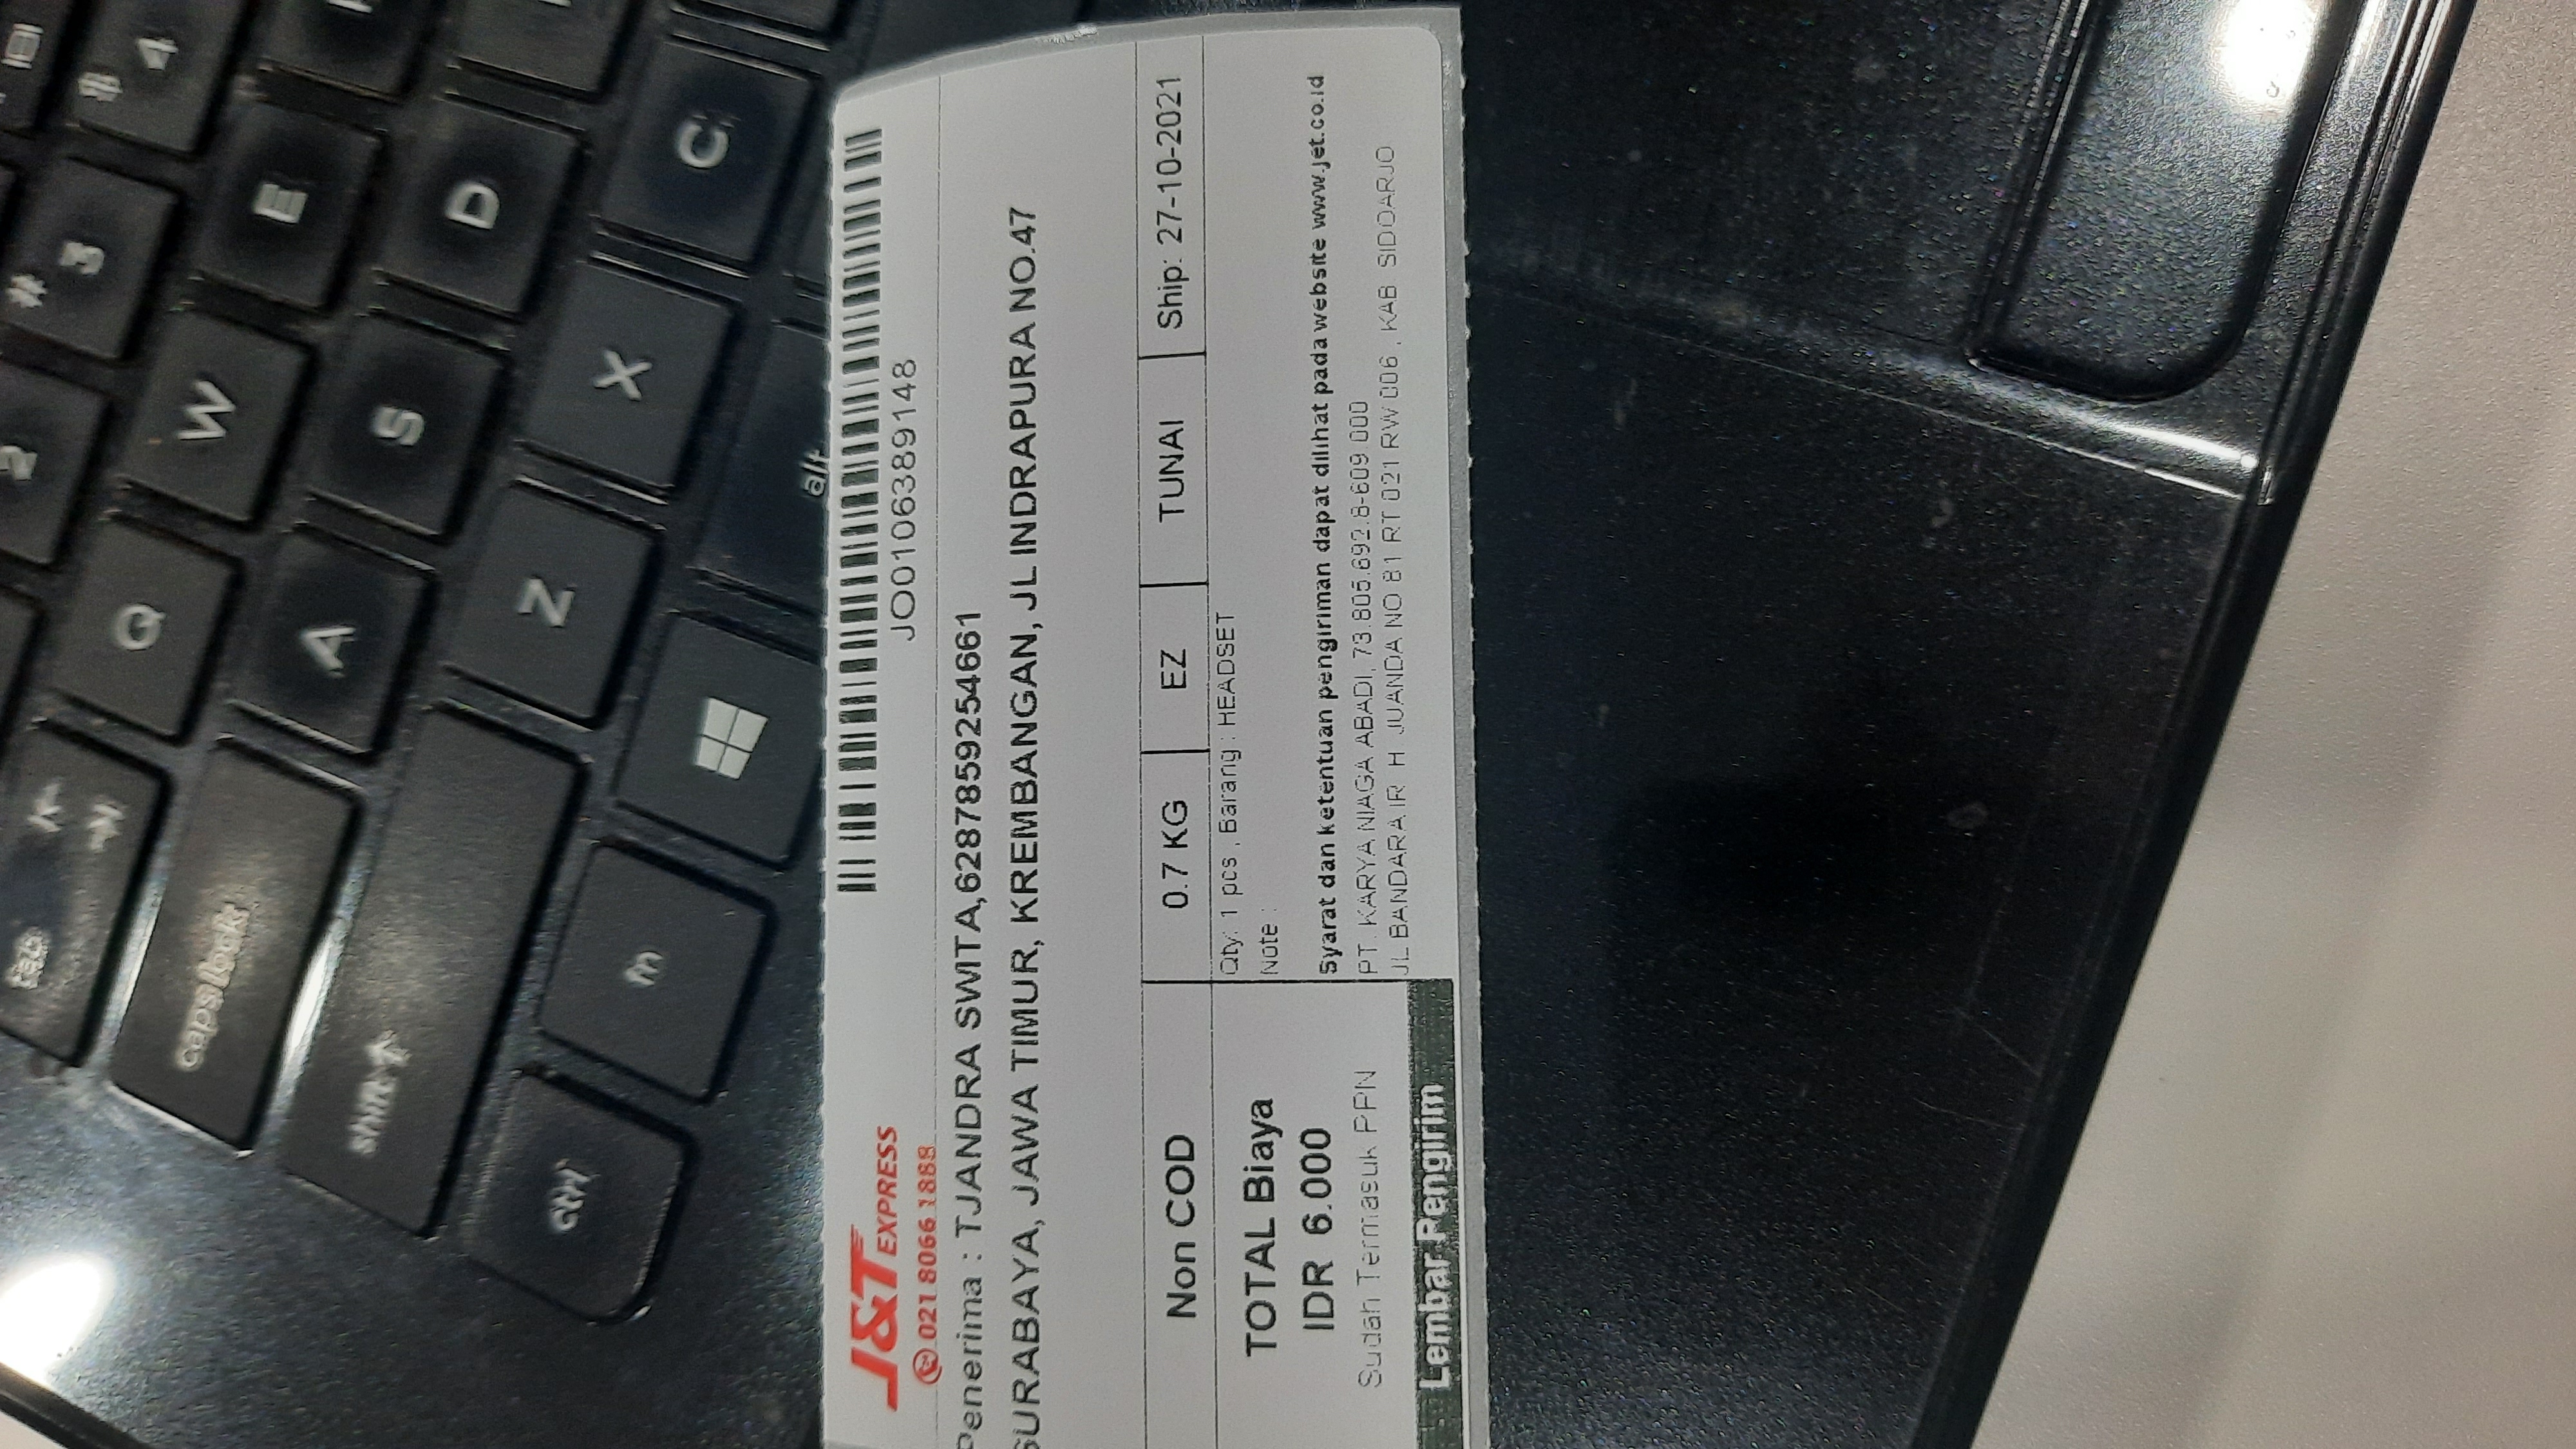 2
#
3
$
4
Q
W
E
caps lock
A
S
D
shift
Z
X
C
ctrl
fn
alt
J&T EXPRESS
021 8066 1888
JO0106389148
Penerima : TJANDRA SWITA,6287859254661
SURABAYA, JAWA TIMUR, KREMBANGAN, JL INDRAPURA NO.47
Non COD
0.7 KG
EZ
TUNAI
Ship: 27-10-2021
TOTAL Biaya
IDR 6.000
Sudah Termasuk PPN
Lembar Pengirim
Qty: 1 pcs , Barang : HEADSET
Note :
Syarat dan ketentuan pengiriman dapat dilihat pada website www.jet.co.id
PT. KARYA NIAGA ABADI, 73.805.692.8-609.000
JL BANDARA IR H JUANDA NO 81 RT 021 RW 006 , KAB SIDOARJO